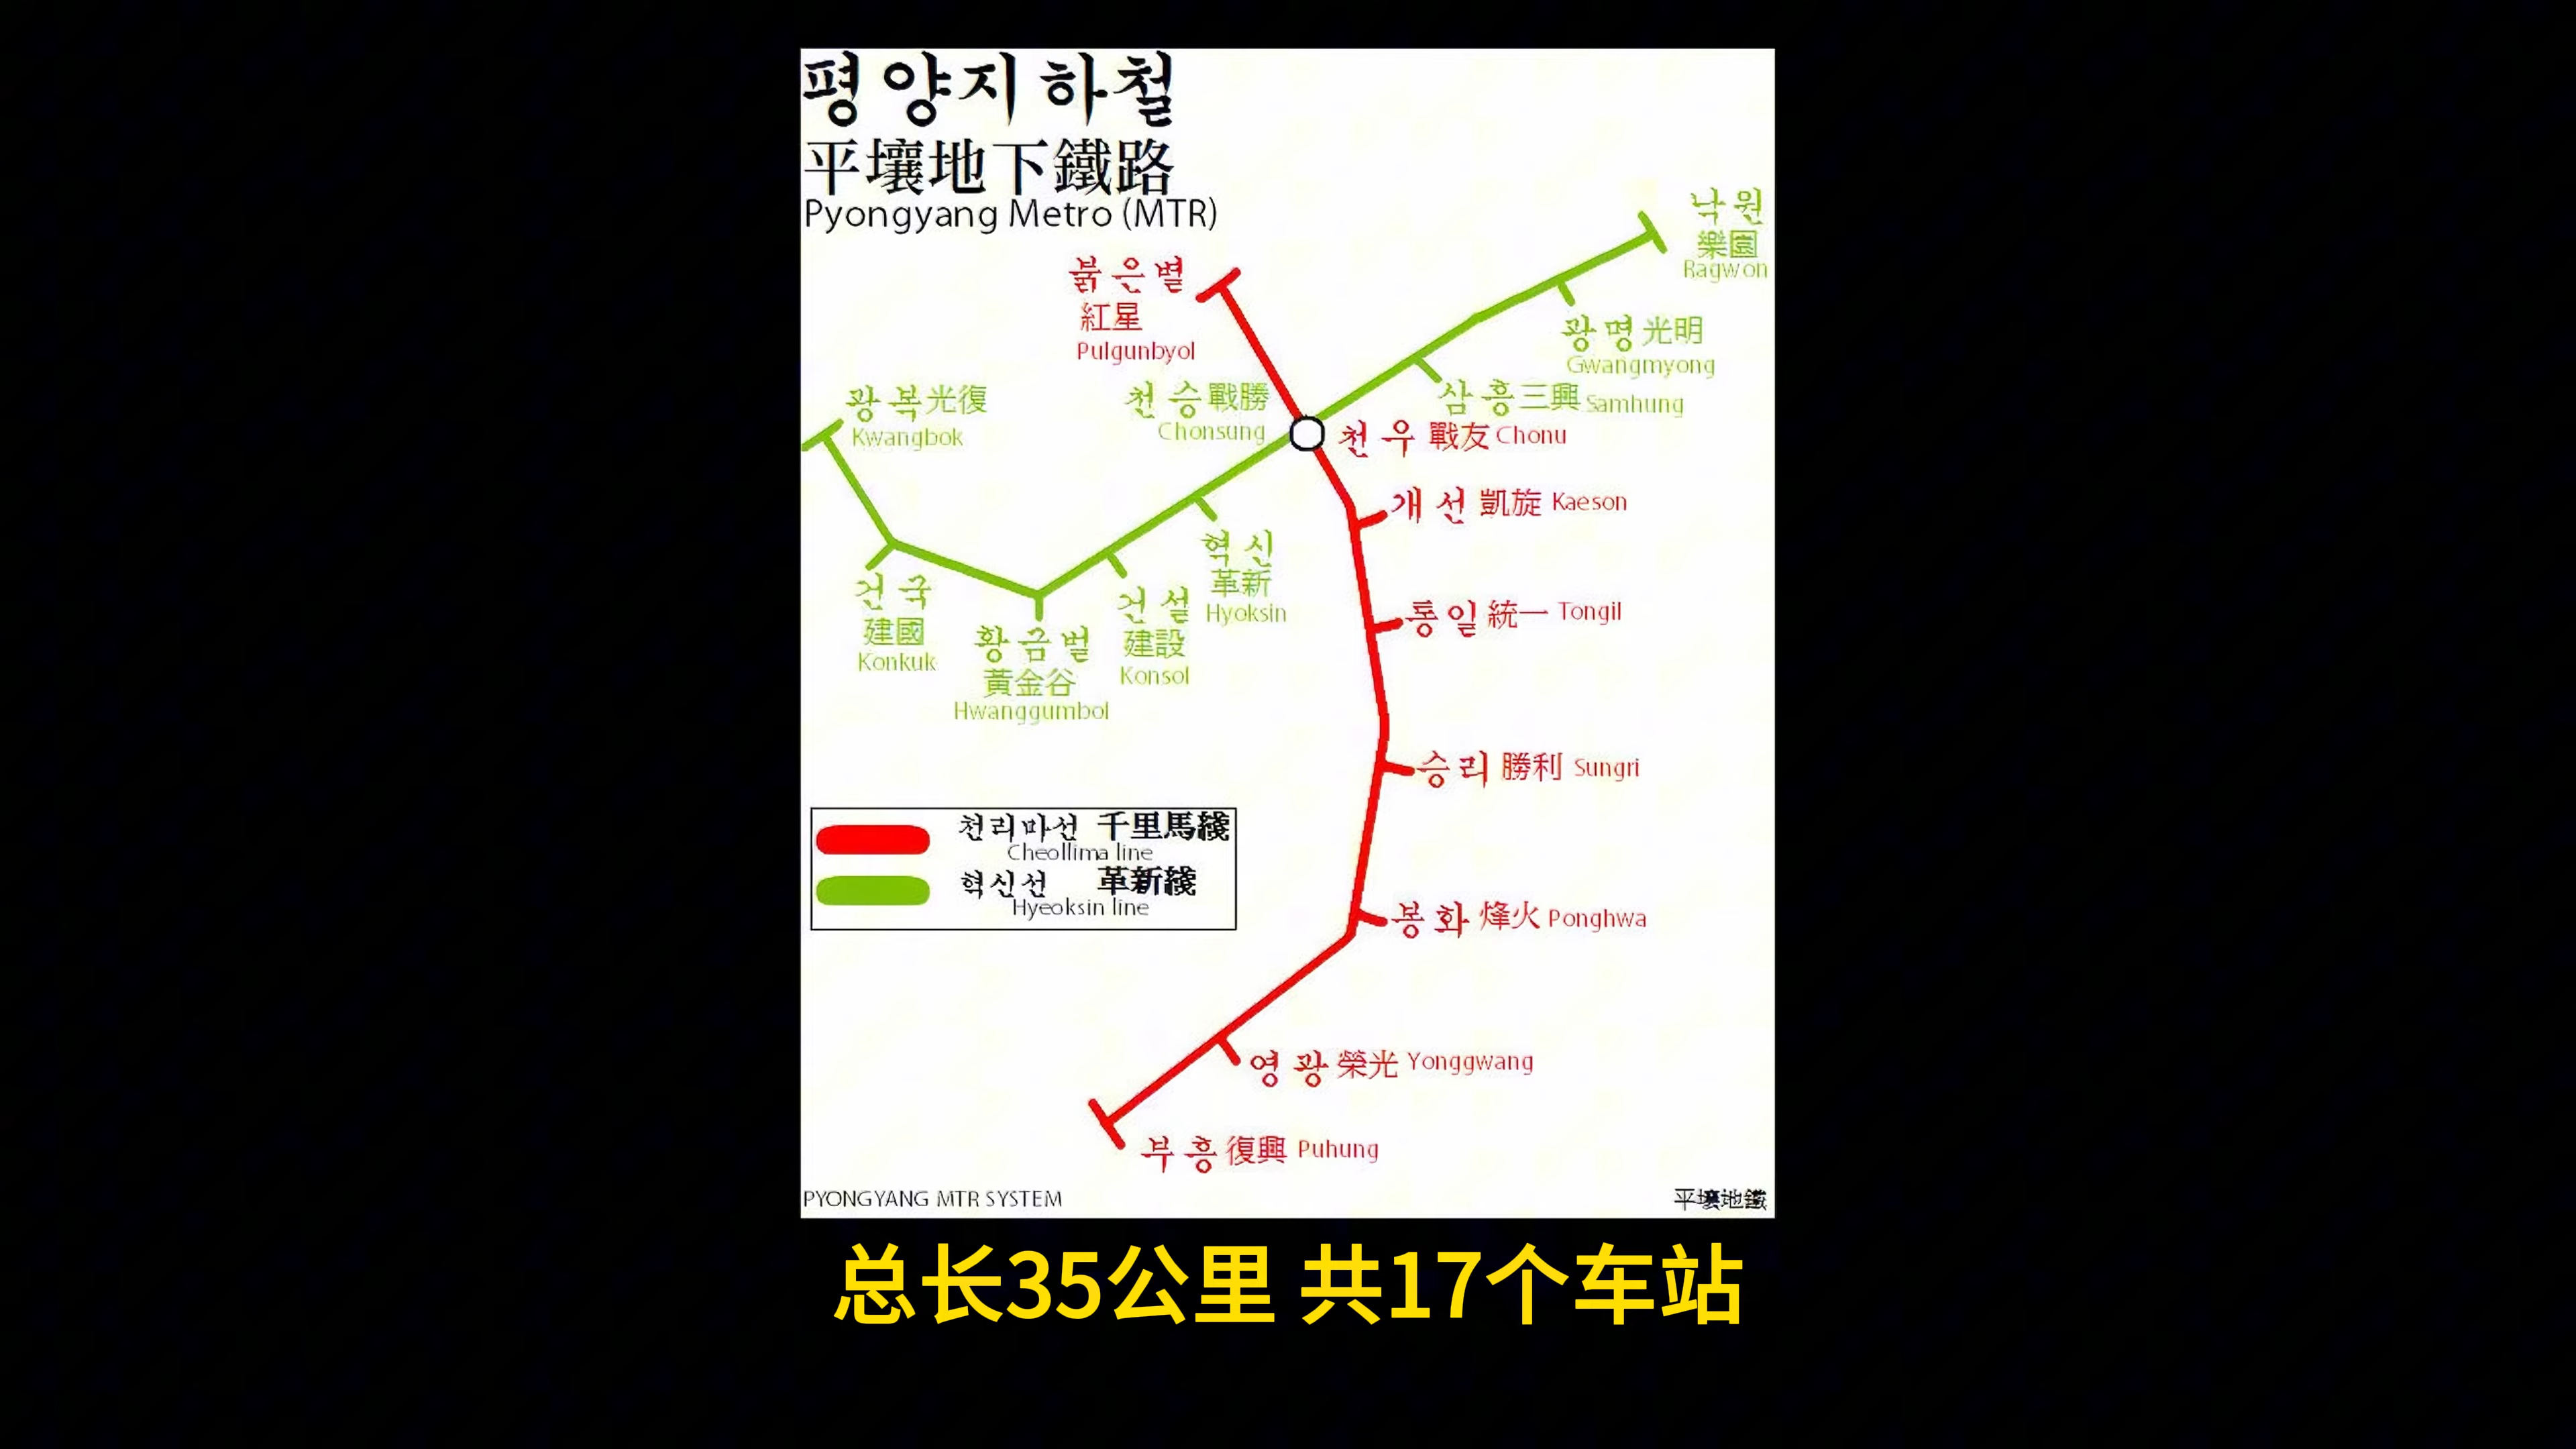 평양지하철
平壤地下鐵路
Pyongyang Metro (MTR)
낙원
樂園
Ragwon
붉은별
紅星
Pulgunbyol
광명 光明
Gwangmyong
삼흥 三興 Samhung
광복 光復
Kwangbok
천승 戰勝
Chonsung
천우 戰友 Chonu
개선 凱旋 Kaeson
혁신
革新
Hyoksin
건국
建國
Konkuk
황금벌
黃金谷
Hwanggumbol
건설
建設
Konsol
통일 統一 Tongil
승리 勝利 Sungri
천리마선 千里馬綫
Cheollima line
혁신선 革新綫
Hyeoksin line
봉화 烽火 Ponghwa
영광 榮光 Yonggwang
부흥 復興 Puhung
PYONGYANG MTR SYSTEM
平壤地鐵
总长35公里 共17个车站